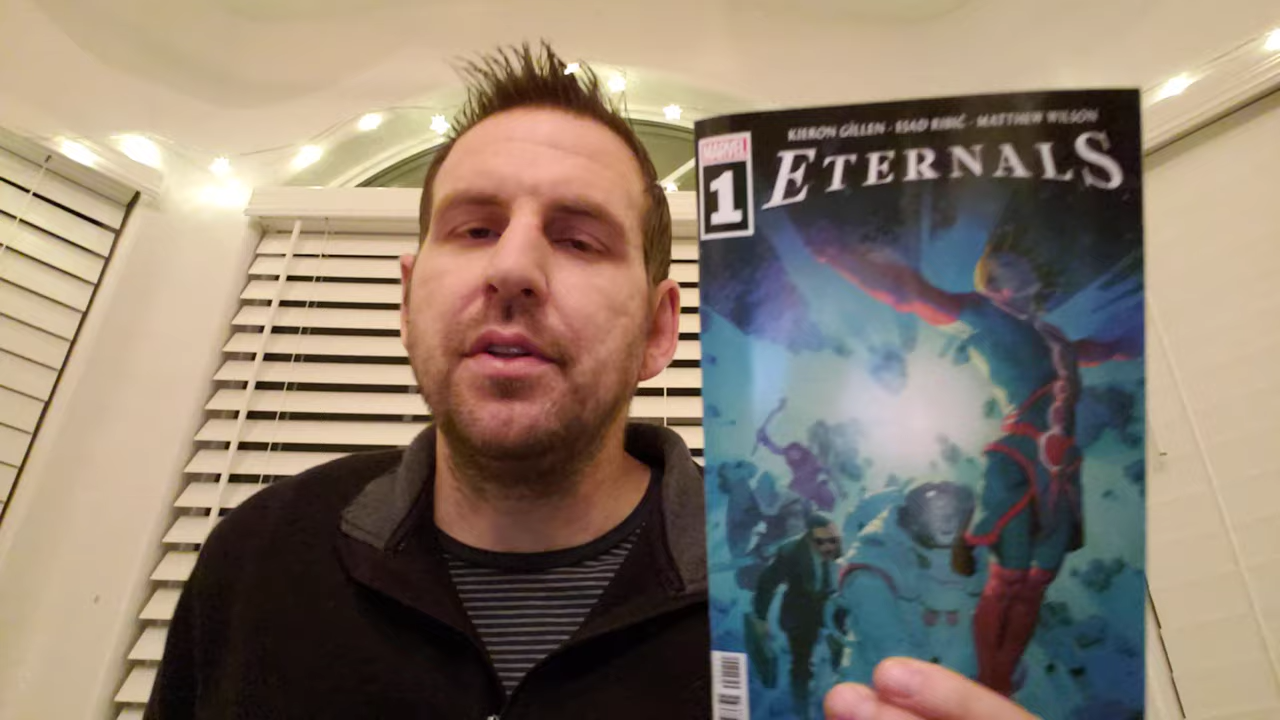 KIERON GILLEN · ESAD RIBIĆ · MATTHEW WILSON
MARVEL
1
ETERNALS